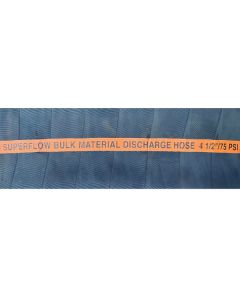 SUPERFLOW BULK MATERIAL DISCHARGE HOSE 4 1/2"/75 PSI